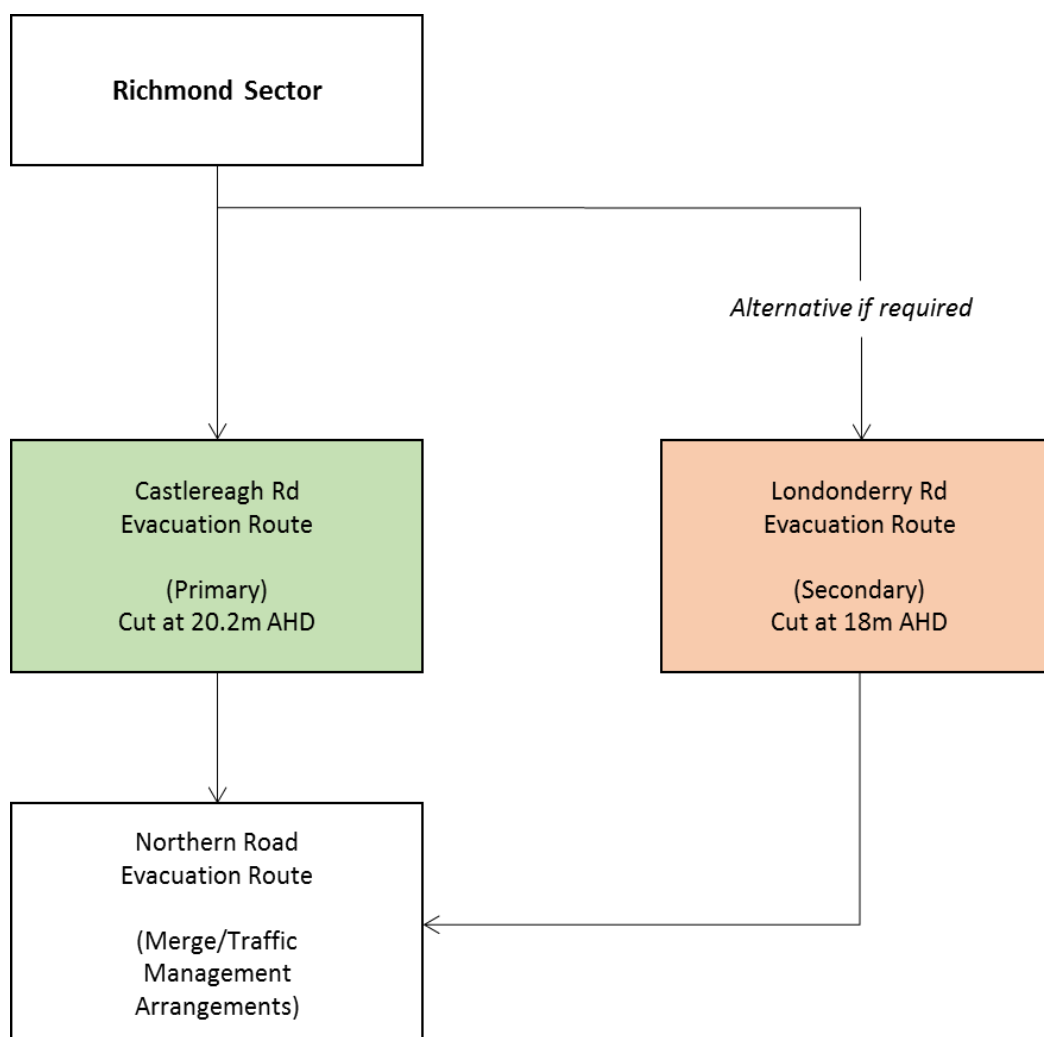 Richmond Sector
Alternative if required
Castlereagh Rd
Evacuation Route
(Primary)
Cut at 20.2m AHD
Londonderry Rd
Evacuation Route
(Secondary)
Cut at 18m AHD
Northern Road
Evacuation Route
(Merge/Traffic
Management
Arrangements)